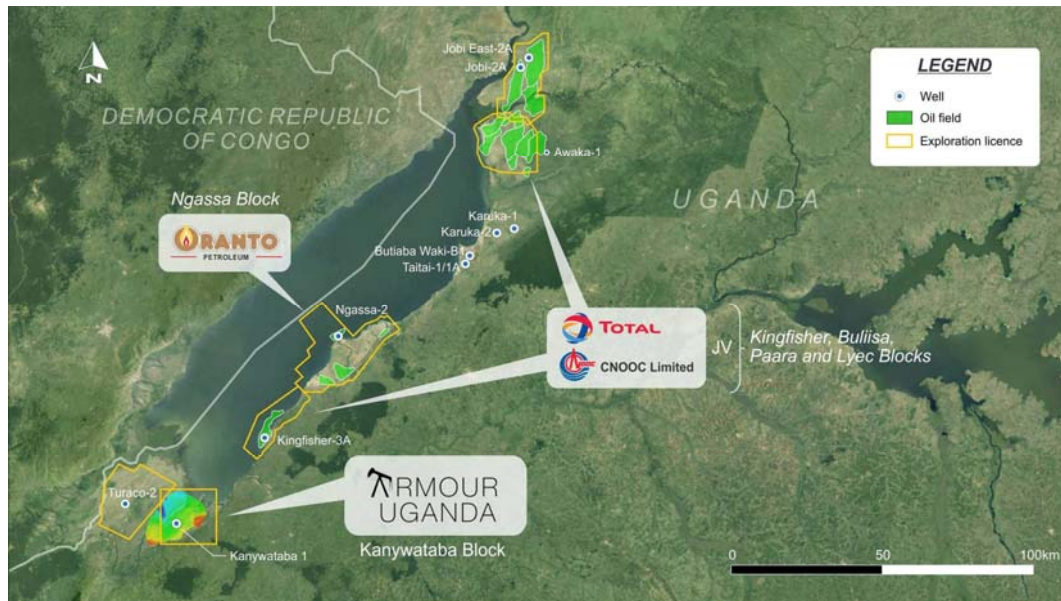 N
DEMOCRATIC REPUBLIC
OF CONGO
Jobi East-2A
Jobi-2A
LEGEND
Well
Oil field
Exploration licence
Awaka-1
UGANDA
Ngassa Block
ORANTO
PETROLEUM
Karuka-1
Karuka-2
Butiaba Waki-B1
Taitai-1/1A
Ngassa-2
TOTAL
CNOOC Limited
JV
Kingfisher, Buliisa,
Paara and Lyec Blocks
Kingfisher-3A
Turaco-2
ARMOUR
UGANDA
Kanywataba Block
Kanywataba 1
0 50 100km